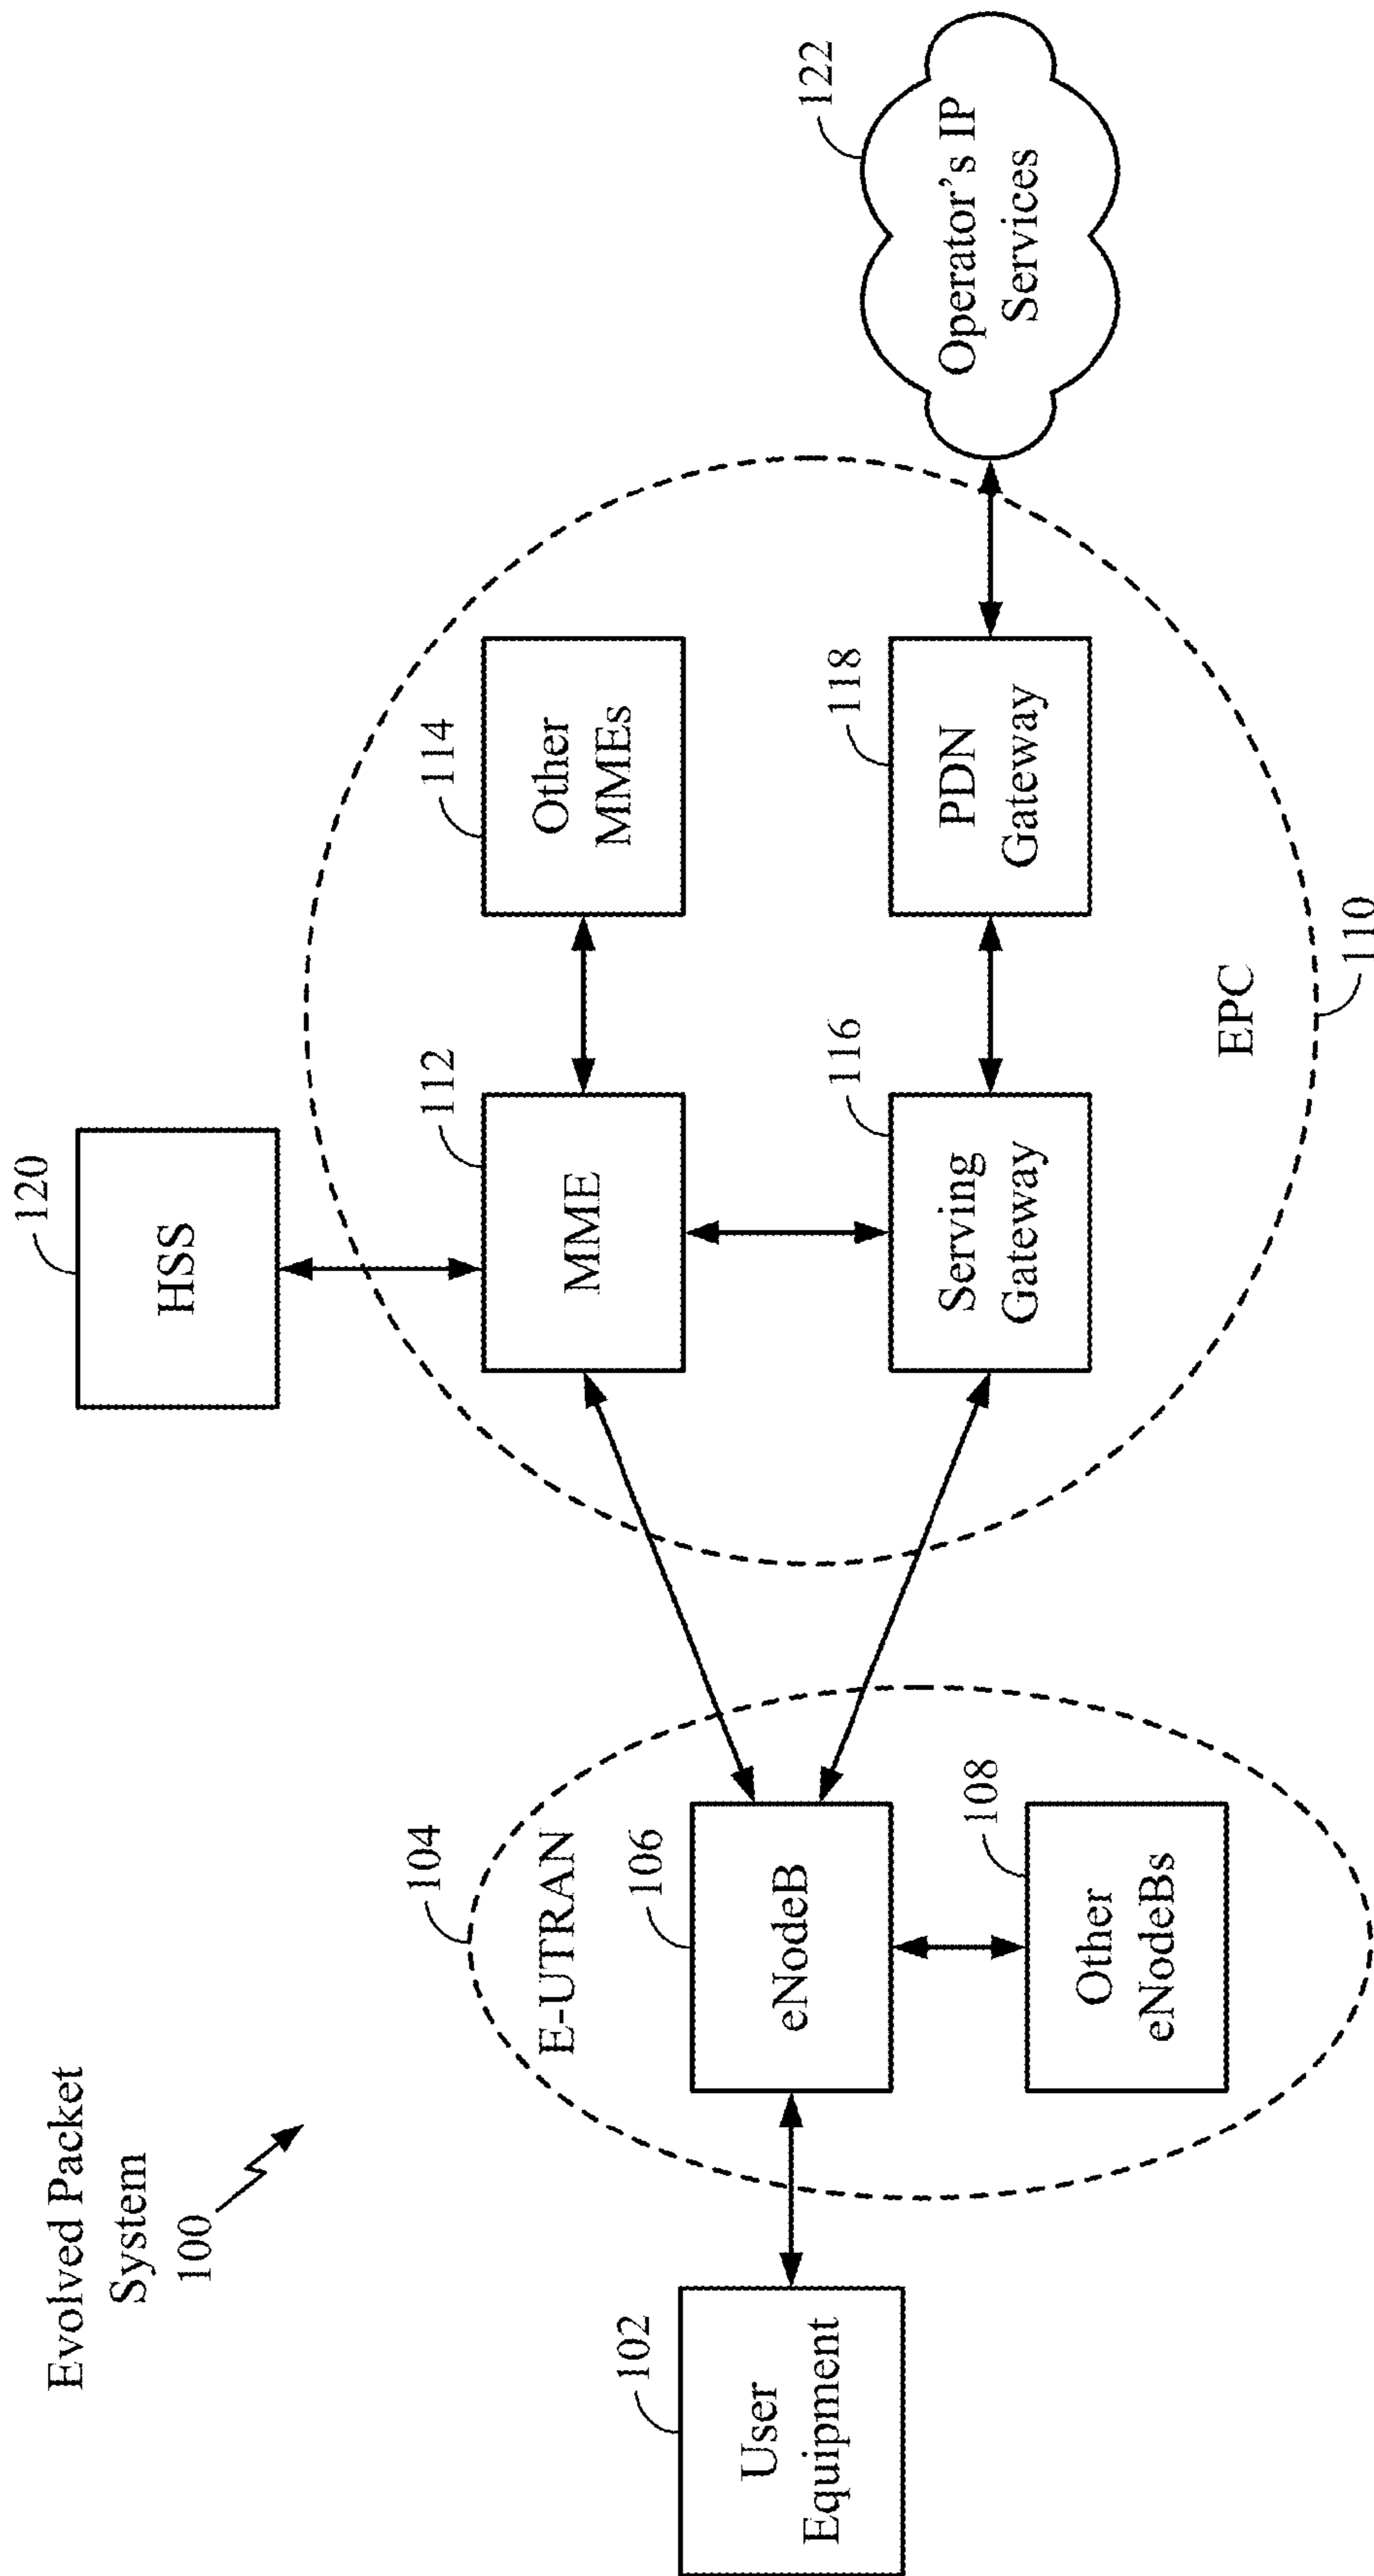 Evolved Packet
System
100
102
User
Equipment
104
E-UTRAN
106
eNodeB
108
Other
eNodeBs
120
HSS
112
MME
114
Other
MMEs
116
Serving
Gateway
118
PDN
Gateway
EPC
110
122
Operator's IP
Services